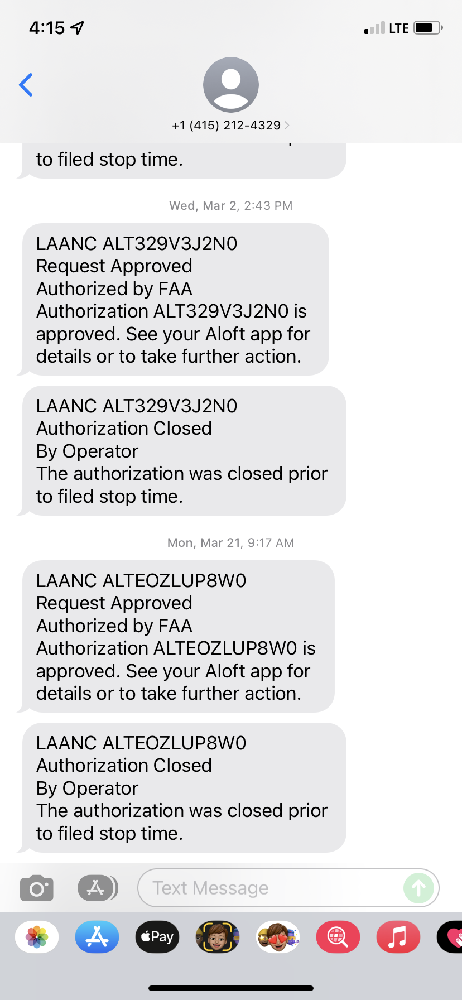 4:15
LTE
+1 (415) 212-4329
to filed stop time.
Wed, Mar 2, 2:43 PM
LAANC ALT329V3J2N0
Request Approved
Authorized by FAA
Authorization ALT329V3J2N0 is
approved. See your Aloft app for
details or to take further action.
LAANC ALT329V3J2N0
Authorization Closed
By Operator
The authorization was closed prior
to filed stop time.
Mon, Mar 21, 9:17 AM
LAANC ALTEOZLUP8W0
Request Approved
Authorized by FAA
Authorization ALTEOZLUP8W0 is
approved. See your Aloft app for
details or to take further action.
LAANC ALTEOZLUP8W0
Authorization Closed
By Operator
The authorization was closed prior
to filed stop time.
Text Message
Pay